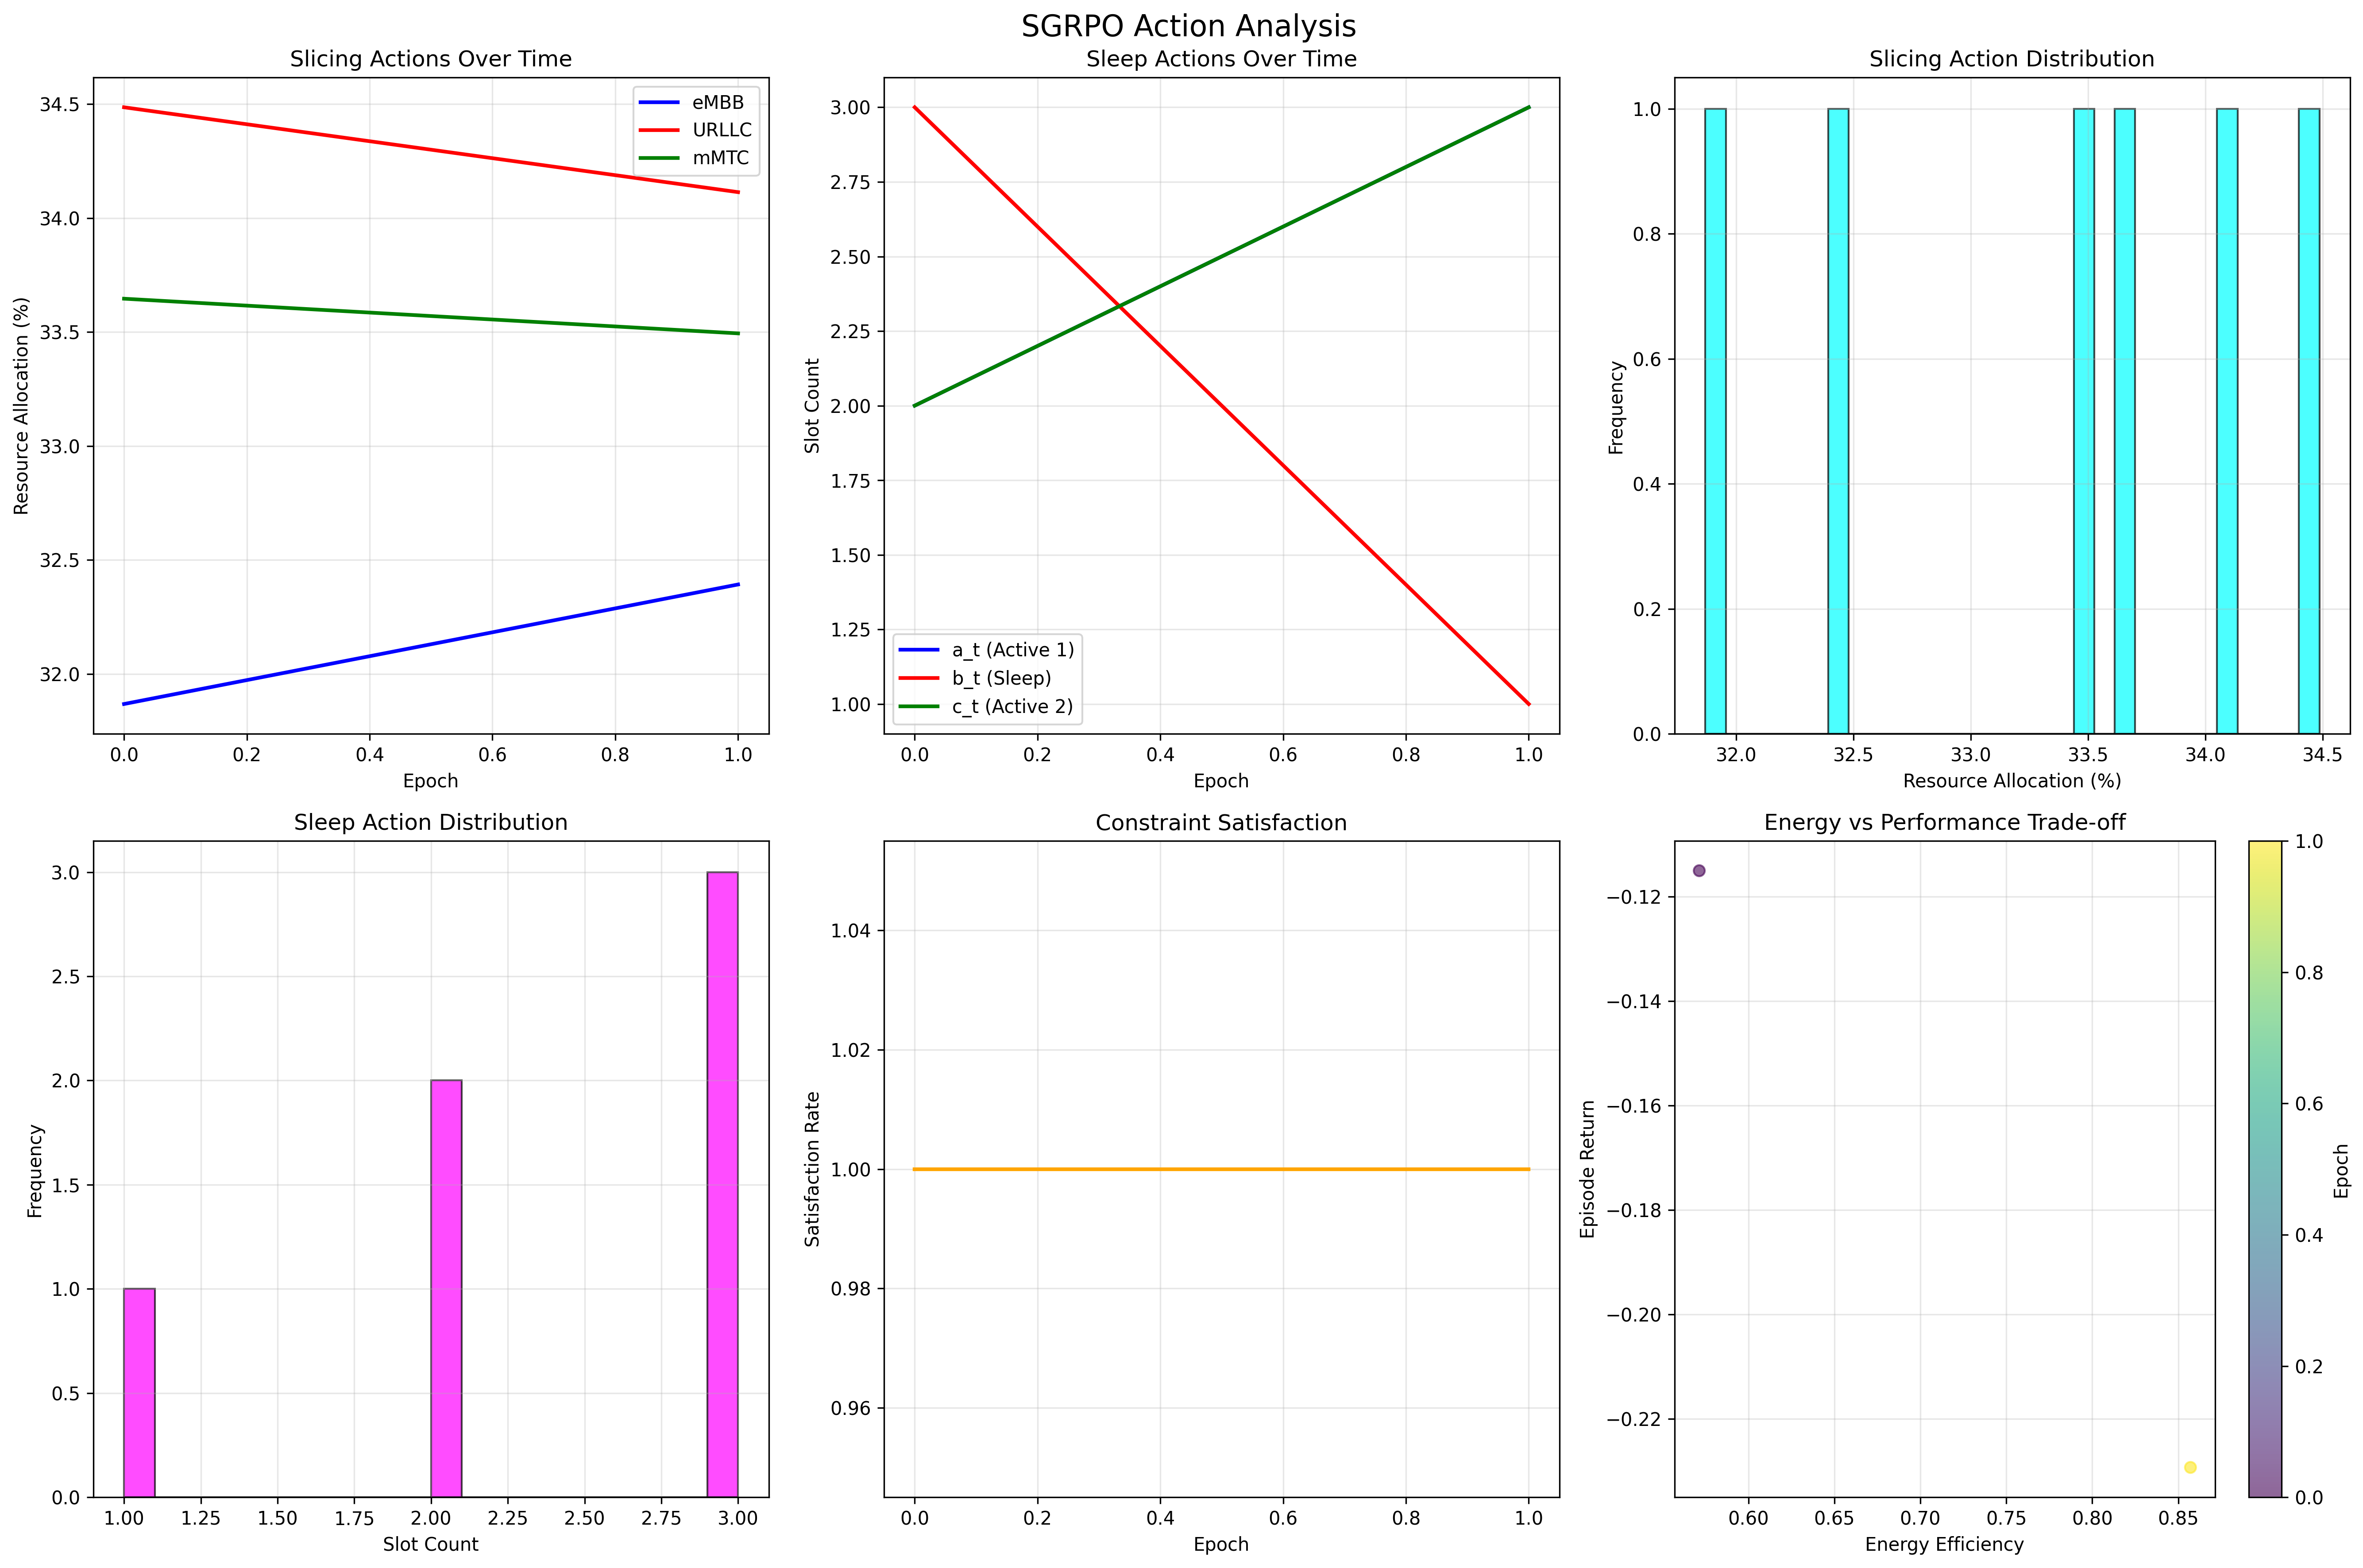 SGRPO Action Analysis
Slicing Actions Over Time
Resource Allocation (%)
34.5
34.0
33.5
33.0
32.5
32.0
eMBB
URLLC
mMTC
0.0 0.2 0.4 0.6 0.8 1.0
Epoch
Sleep Actions Over Time
Slot Count
3.00
2.75
2.50
2.25
2.00
1.75
1.50
1.25
1.00
a_t (Active 1)
b_t (Sleep)
c_t (Active 2)
0.0 0.2 0.4 0.6 0.8 1.0
Epoch
Slicing Action Distribution
Frequency
1.0
0.8
0.6
0.4
0.2
0.0
32.0 32.5 33.0 33.5 34.0 34.5
Resource Allocation (%)
Sleep Action Distribution
Frequency
3.0
2.5
2.0
1.5
1.0
0.5
0.0
1.00 1.25 1.50 1.75 2.00 2.25 2.50 2.75 3.00
Slot Count
Constraint Satisfaction
Satisfaction Rate
1.04
1.02
1.00
0.98
0.96
0.0 0.2 0.4 0.6 0.8 1.0
Epoch
Energy vs Performance Trade-off
Episode Return
−0.12
−0.14
−0.16
−0.18
−0.20
−0.22
0.60 0.65 0.70 0.75 0.80 0.85
Energy Efficiency
1.0
0.8
0.6
0.4
0.2
0.0
Epoch